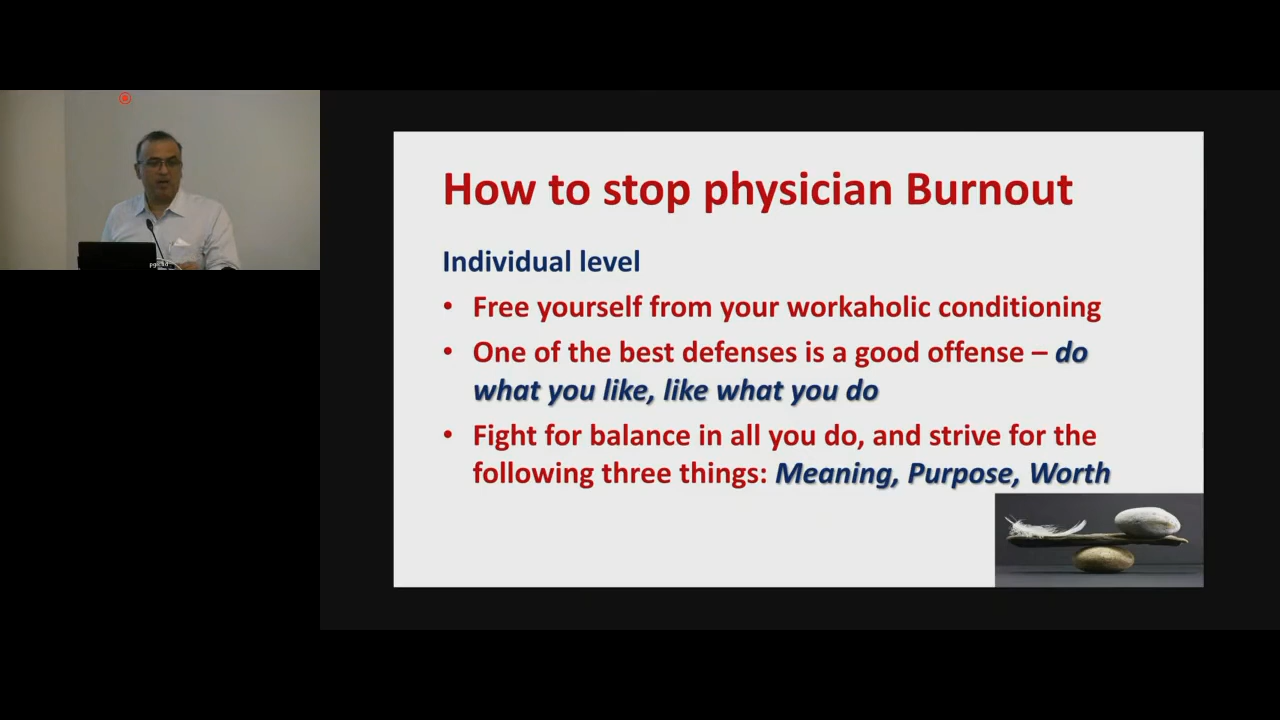 How to stop physician Burnout
Individual level
• Free yourself from your workaholic conditioning
• One of the best defenses is a good offense – do
what you like, like what you do
• Fight for balance in all you do, and strive for the
following three things: Meaning, Purpose, Worth